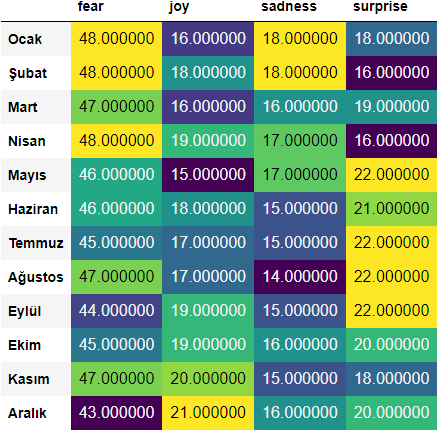 fear joy sadness surprise
Ocak 48.000000 16.000000 18.000000 18.000000
Şubat 48.000000 18.000000 18.000000 16.000000
Mart 47.000000 16.000000 16.000000 19.000000
Nisan 48.000000 19.000000 17.000000 16.000000
Mayıs 46.000000 15.000000 17.000000 22.000000
Haziran 46.000000 18.000000 15.000000 21.000000
Temmuz 45.000000 17.000000 15.000000 22.000000
Ağustos 47.000000 17.000000 14.000000 22.000000
Eylül 44.000000 19.000000 15.000000 22.000000
Ekim 45.000000 19.000000 16.000000 20.000000
Kasım 47.000000 20.000000 15.000000 18.000000
Aralık 43.000000 21.000000 16.000000 20.000000